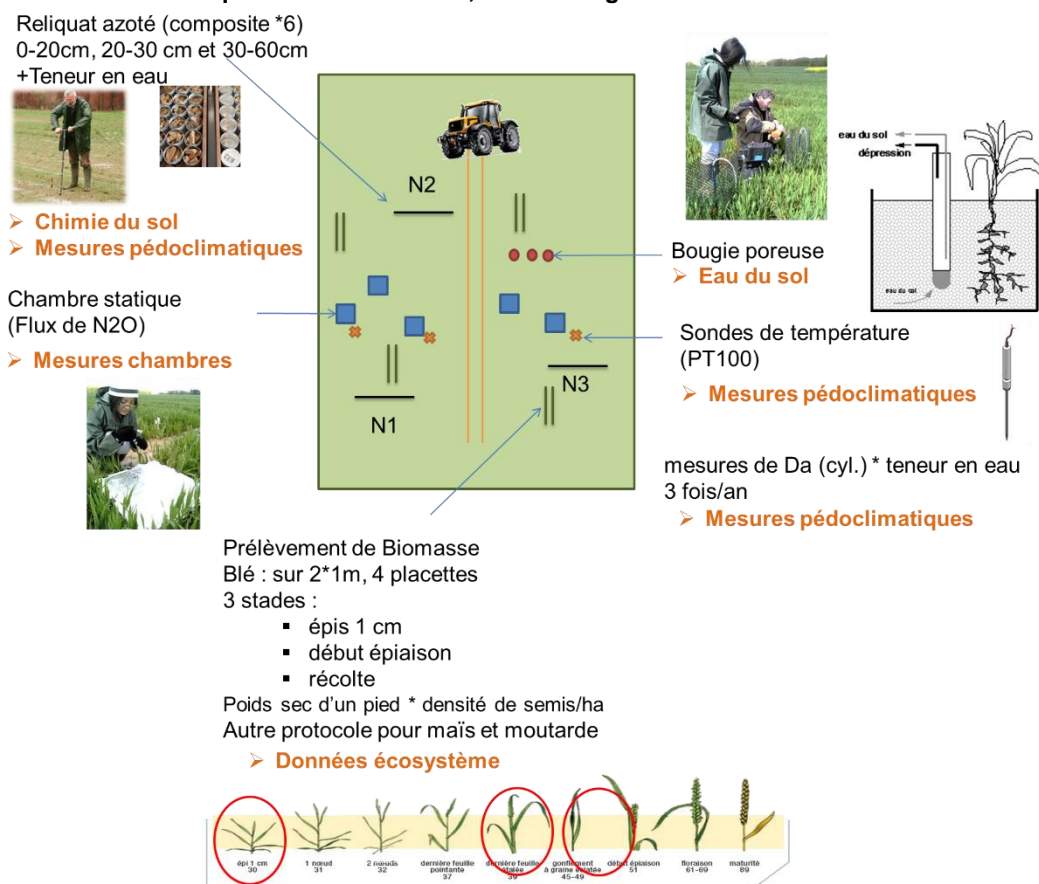 Reliquat azoté (composite *6)
0-20cm, 20-30 cm et 30-60cm
+Teneur en eau
➢ Chimie du sol
➢ Mesures pédoclimatiques
Chambre statique
(Flux de N2O)
➢ Mesures chambres
N2
N1
N3
eau du sol
dépression
eau du sol
Bougie poreuse
➢ Eau du sol
Sondes de température
(PT100)
➢ Mesures pédoclimatiques
mesures de Da (cyl.) * teneur en eau
3 fois/an
➢ Mesures pédoclimatiques
Prélèvement de Biomasse
Blé : sur 2*1m, 4 placettes
3 stades :
▪ épis 1 cm
▪ début épiaison
▪ récolte
Poids sec d’un pied * densité de semis/ha
Autre protocole pour maïs et moutarde
➢ Données écosystème
épi 1 cm
30
1 nœud
31
2 nœuds
32
dernière feuille
pointante
37
dernière feuille
étalée
39
gonflement
à graine éclatée
45-49
début épiaison
51
floraison
61-69
maturité
89